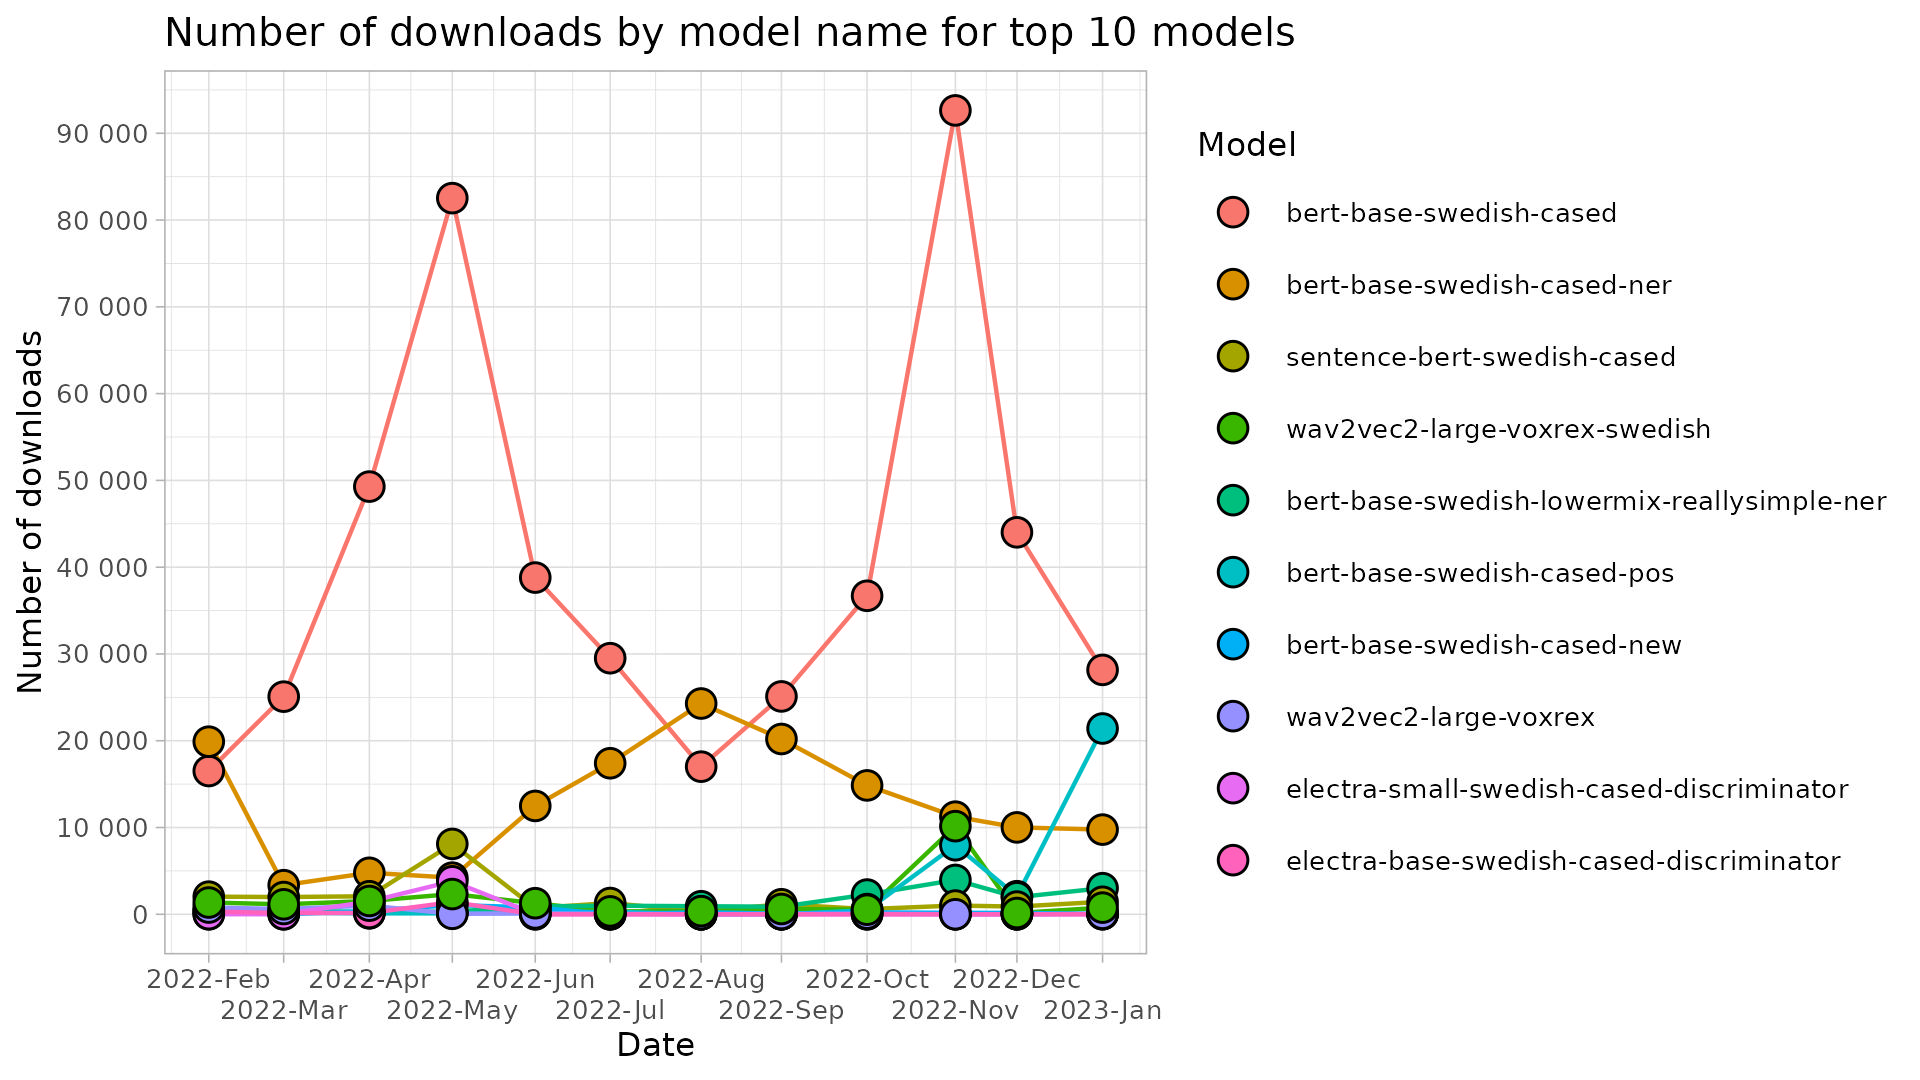 Number of downloads by model name for top 10 models
Number of downloads
90 000
80 000
70 000
60 000
50 000
40 000
30 000
20 000
10 000
0
2022-Feb
2022-Mar
2022-Apr
2022-May
2022-Jun
2022-Jul
2022-Aug
2022-Sep
2022-Oct
2022-Nov
2022-Dec
2023-Jan
Date
Model
bert-base-swedish-cased
bert-base-swedish-cased-ner
sentence-bert-swedish-cased
wav2vec2-large-voxrex-swedish
bert-base-swedish-lowermix-reallysimple-ner
bert-base-swedish-cased-pos
bert-base-swedish-cased-new
wav2vec2-large-voxrex
electra-small-swedish-cased-discriminator
electra-base-swedish-cased-discriminator